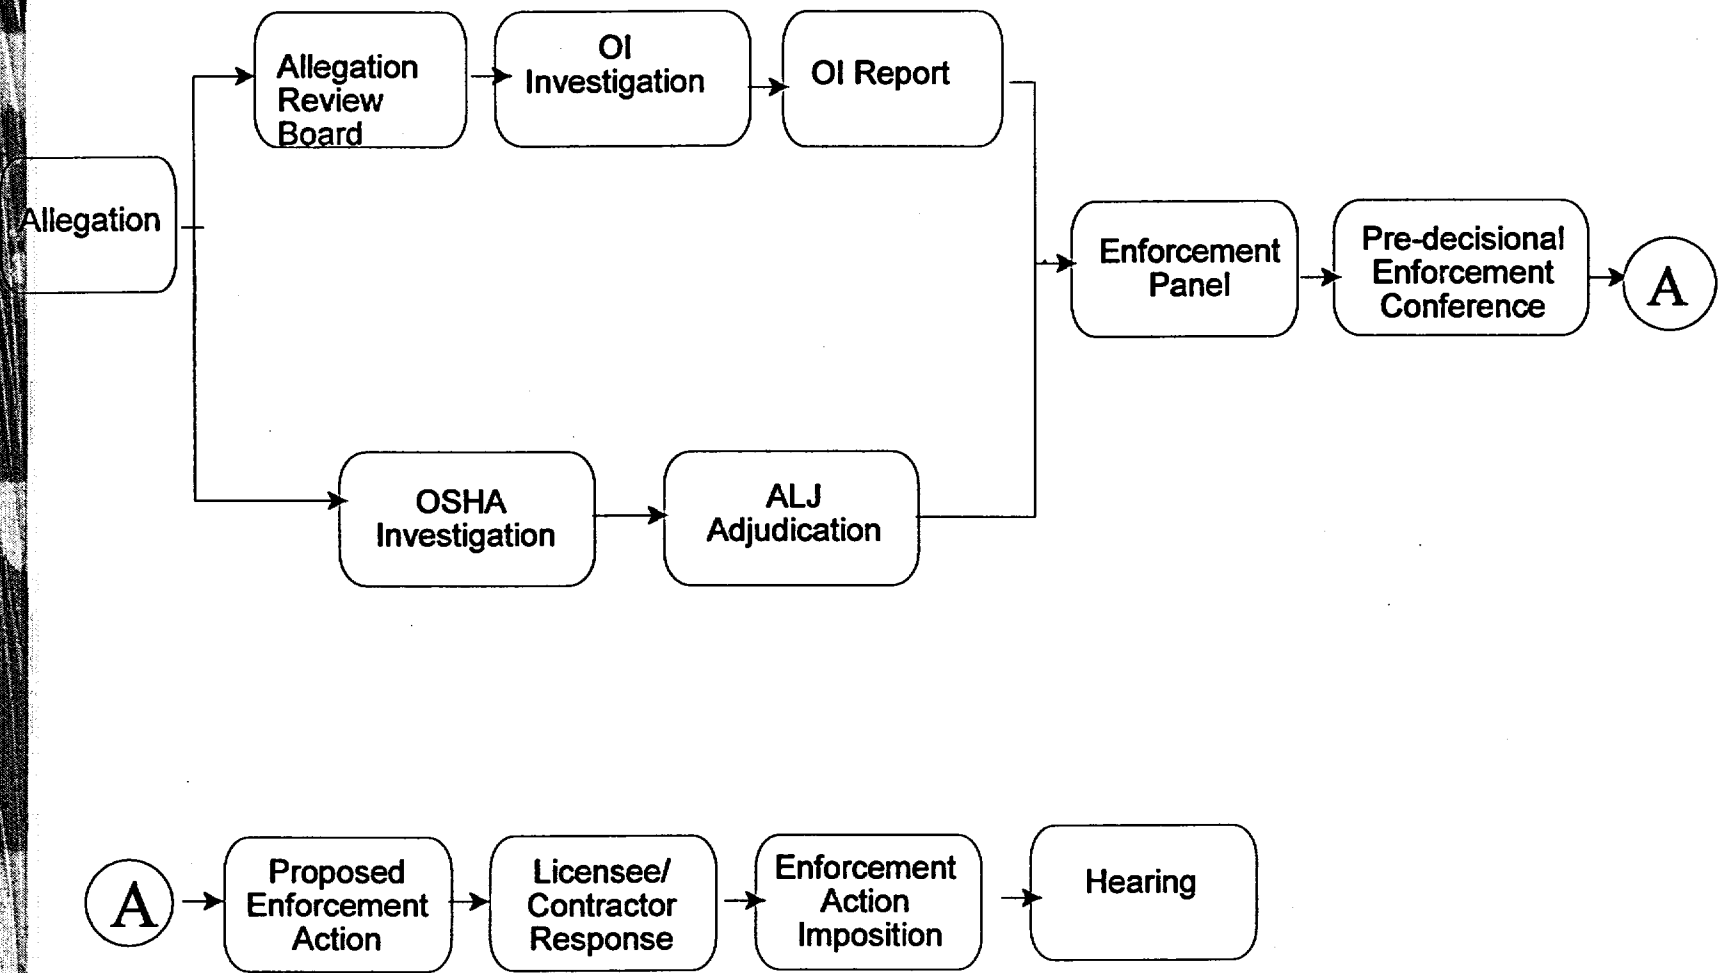 Allegation
Review
Board
OI
Investigation
OI Report
Allegation
Enforcement
Panel
Pre-decisional
Enforcement
Conference
A
OSHA
Investigation
ALJ
Adjudication
A
Proposed
Enforcement
Action
Licensee/
Contractor
Response
Enforcement
Action
Imposition
Hearing